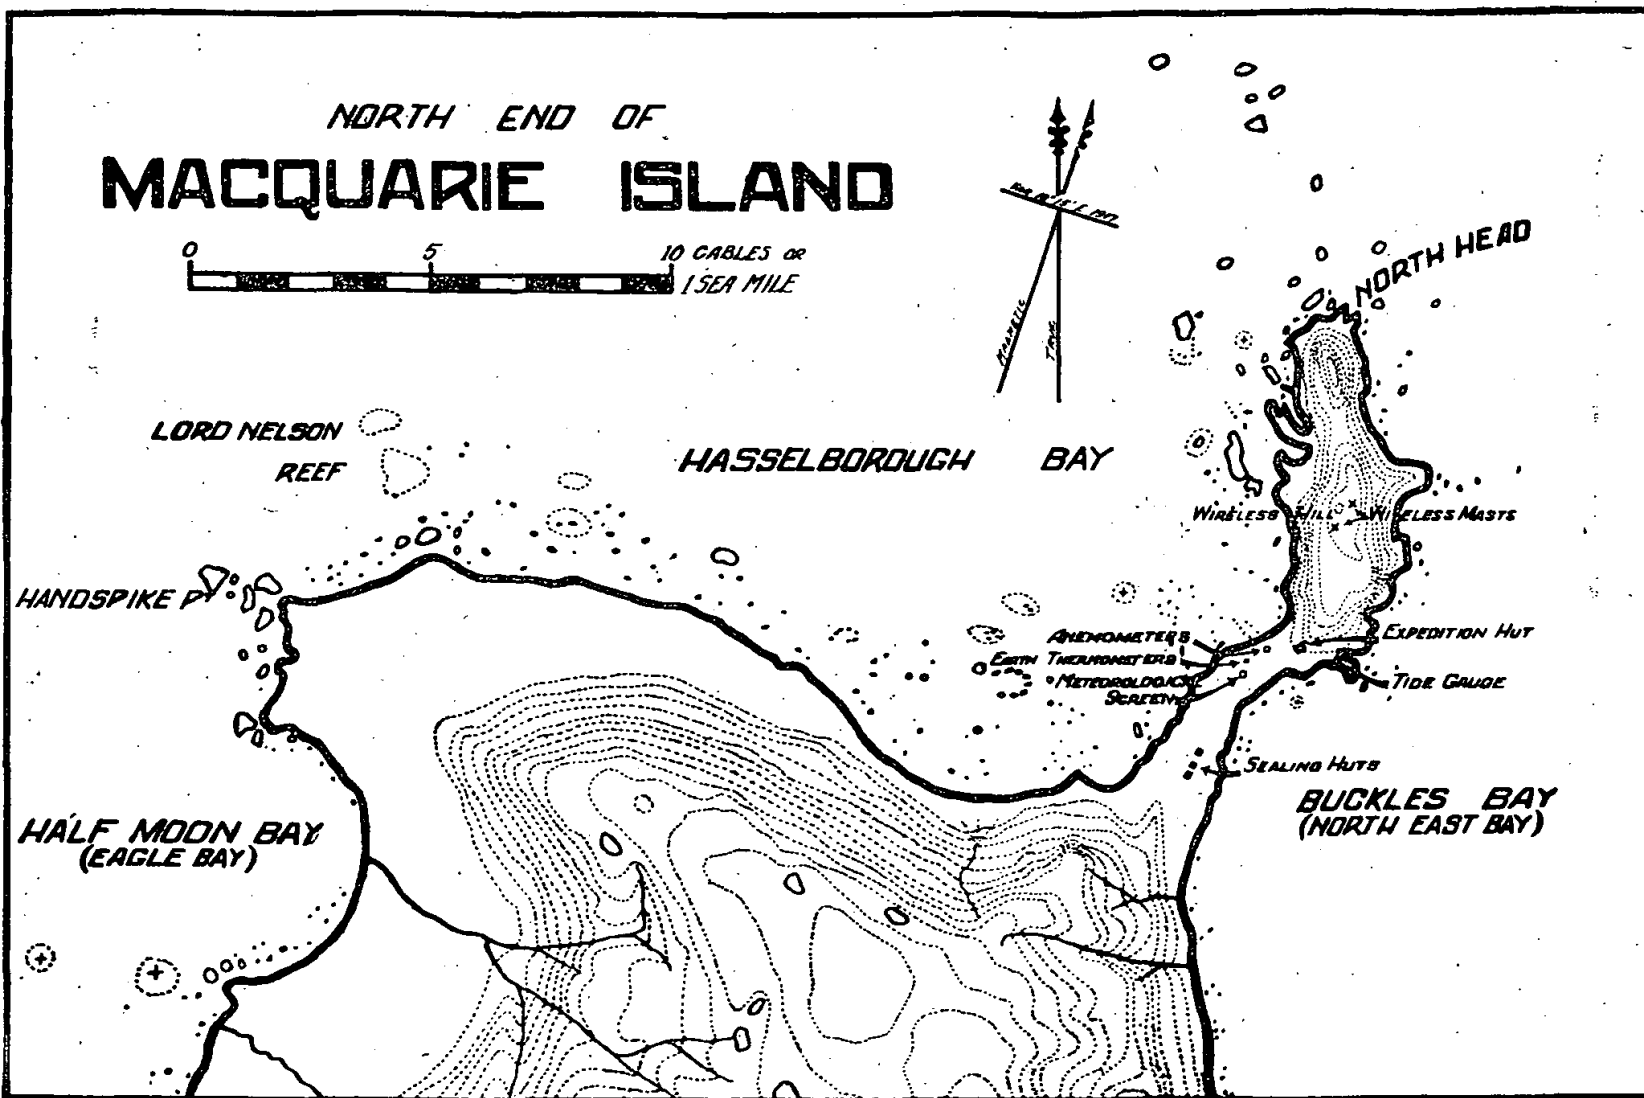 NORTH END OF
MACQUARIE ISLAND
0 5 10 CABLES OR
1 SEA MILE
MAGNETIC
TRUE
NORTH HEAD
LORD NELSON
REEF
HASSELBOROUGH BAY
WIRELESS HILL
WIRELESS MASTS
HANDSPIKE PT
ANEMOMETERS
EARTH THERMOMETERS
METEOROLOGICL
SCREEN
EXPEDITION HUT
TIDE GAUGE
SEALING HUTS
BUCKLES BAY
(NORTH EAST BAY)
HALF MOON BAY
(EAGLE BAY)